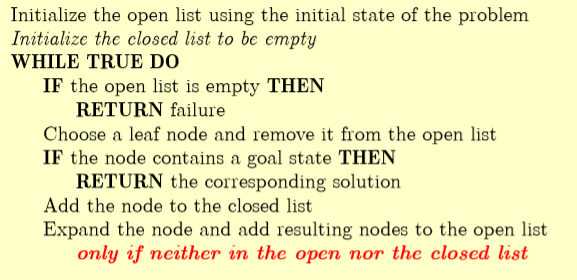 Initialize the open list using the initial state of the problem
Initialize the closed list to be empty
WHILE TRUE DO
IF the open list is empty THEN
RETURN failure
Choose a leaf node and remove it from the open list
IF the node contains a goal state THEN
RETURN the corresponding solution
Add the node to the closed list
Expand the node and add resulting nodes to the open list
only if neither in the open nor the closed list